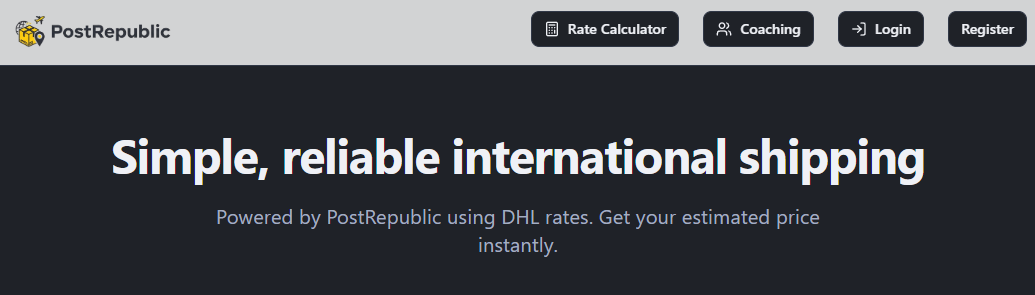 PostRepublic
Rate Calculator
Coaching
Login
Register
Simple, reliable international shipping
Powered by PostRepublic using DHL rates. Get your estimated price
instantly.